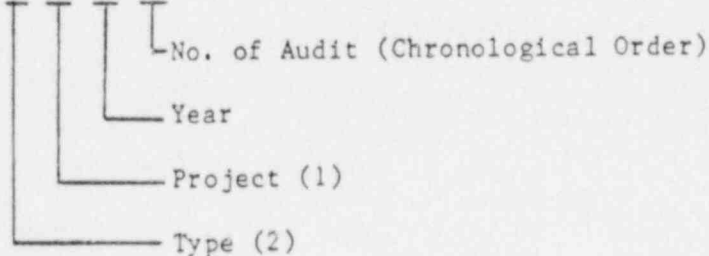 No. of Audit (Chronological Order)
Year
Project (1)
Type (2)